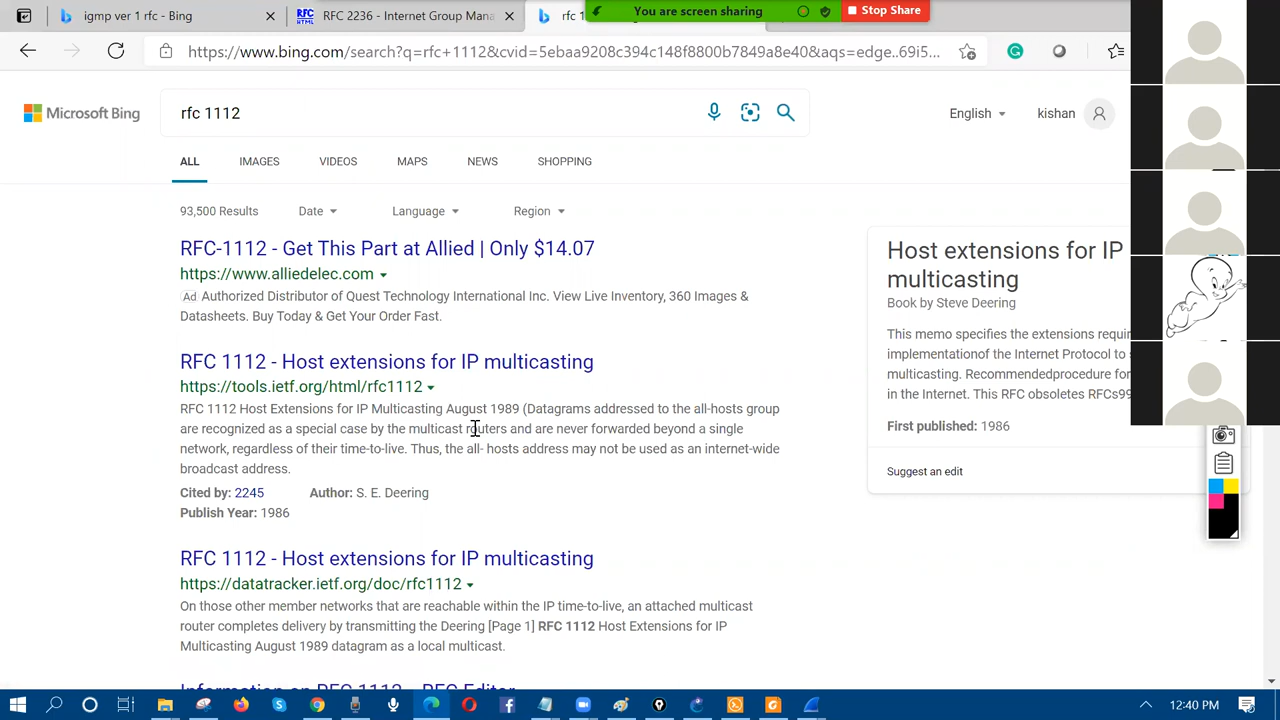 igmp ver 1 rfc - Bing
RFC 2236 - Internet Group Mana
rfc 1
You are screen sharing
Stop Share
https://www.bing.com/search?q=rfc+1112&cvid=5ebaa9208c394c148f8800b7849a8e40&aqs=edge..69i5...
Microsoft Bing
rfc 1112
English
kishan
ALL
IMAGES
VIDEOS
MAPS
NEWS
SHOPPING
93,500 Results
Date
Language
Region
RFC-1112 - Get This Part at Allied | Only $14.07
https://www.alliedelec.com
Ad Authorized Distributor of Quest Technology International Inc. View Live Inventory, 360 Images &
Datasheets. Buy Today & Get Your Order Fast.
RFC 1112 - Host extensions for IP multicasting
https://tools.ietf.org/html/rfc1112
RFC 1112 Host Extensions for IP Multicasting August 1989 (Datagrams addressed to the all-hosts group
are recognized as a special case by the multicast routers and are never forwarded beyond a single
network, regardless of their time-to-live. Thus, the all- hosts address may not be used as an internet-wide
broadcast address.
Cited by: 2245 Author: S. E. Deering
Publish Year: 1986
RFC 1112 - Host extensions for IP multicasting
https://datatracker.ietf.org/doc/rfc1112
On those other member networks that are reachable within the IP time-to-live, an attached multicast
router completes delivery by transmitting the Deering [Page 1] RFC 1112 Host Extensions for IP
Multicasting August 1989 datagram as a local multicast.
Information on RFC 1112 - RFC Editor
Host extensions for IP
multicasting
Book by Steve Deering
This memo specifies the extensions requir
implementationof the Internet Protocol to s
multicasting. Recommendedprocedure for
in the Internet. This RFC obsoletes RFCs99
First published: 1986
Suggest an edit
12:40 PM